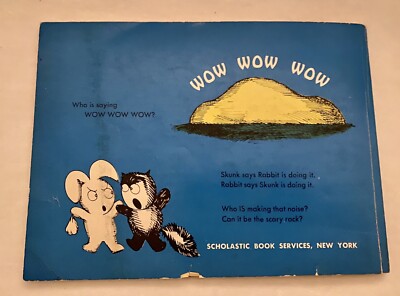 WOW WOW WOW
Who is saying
WOW WOW WOW?
Skunk says Rabbit is doing it.
Rabbit says Skunk is doing it.
Who IS making that noise?
Can it be the scary rock?
SCHOLASTIC BOOK SERVICES, NEW YORK